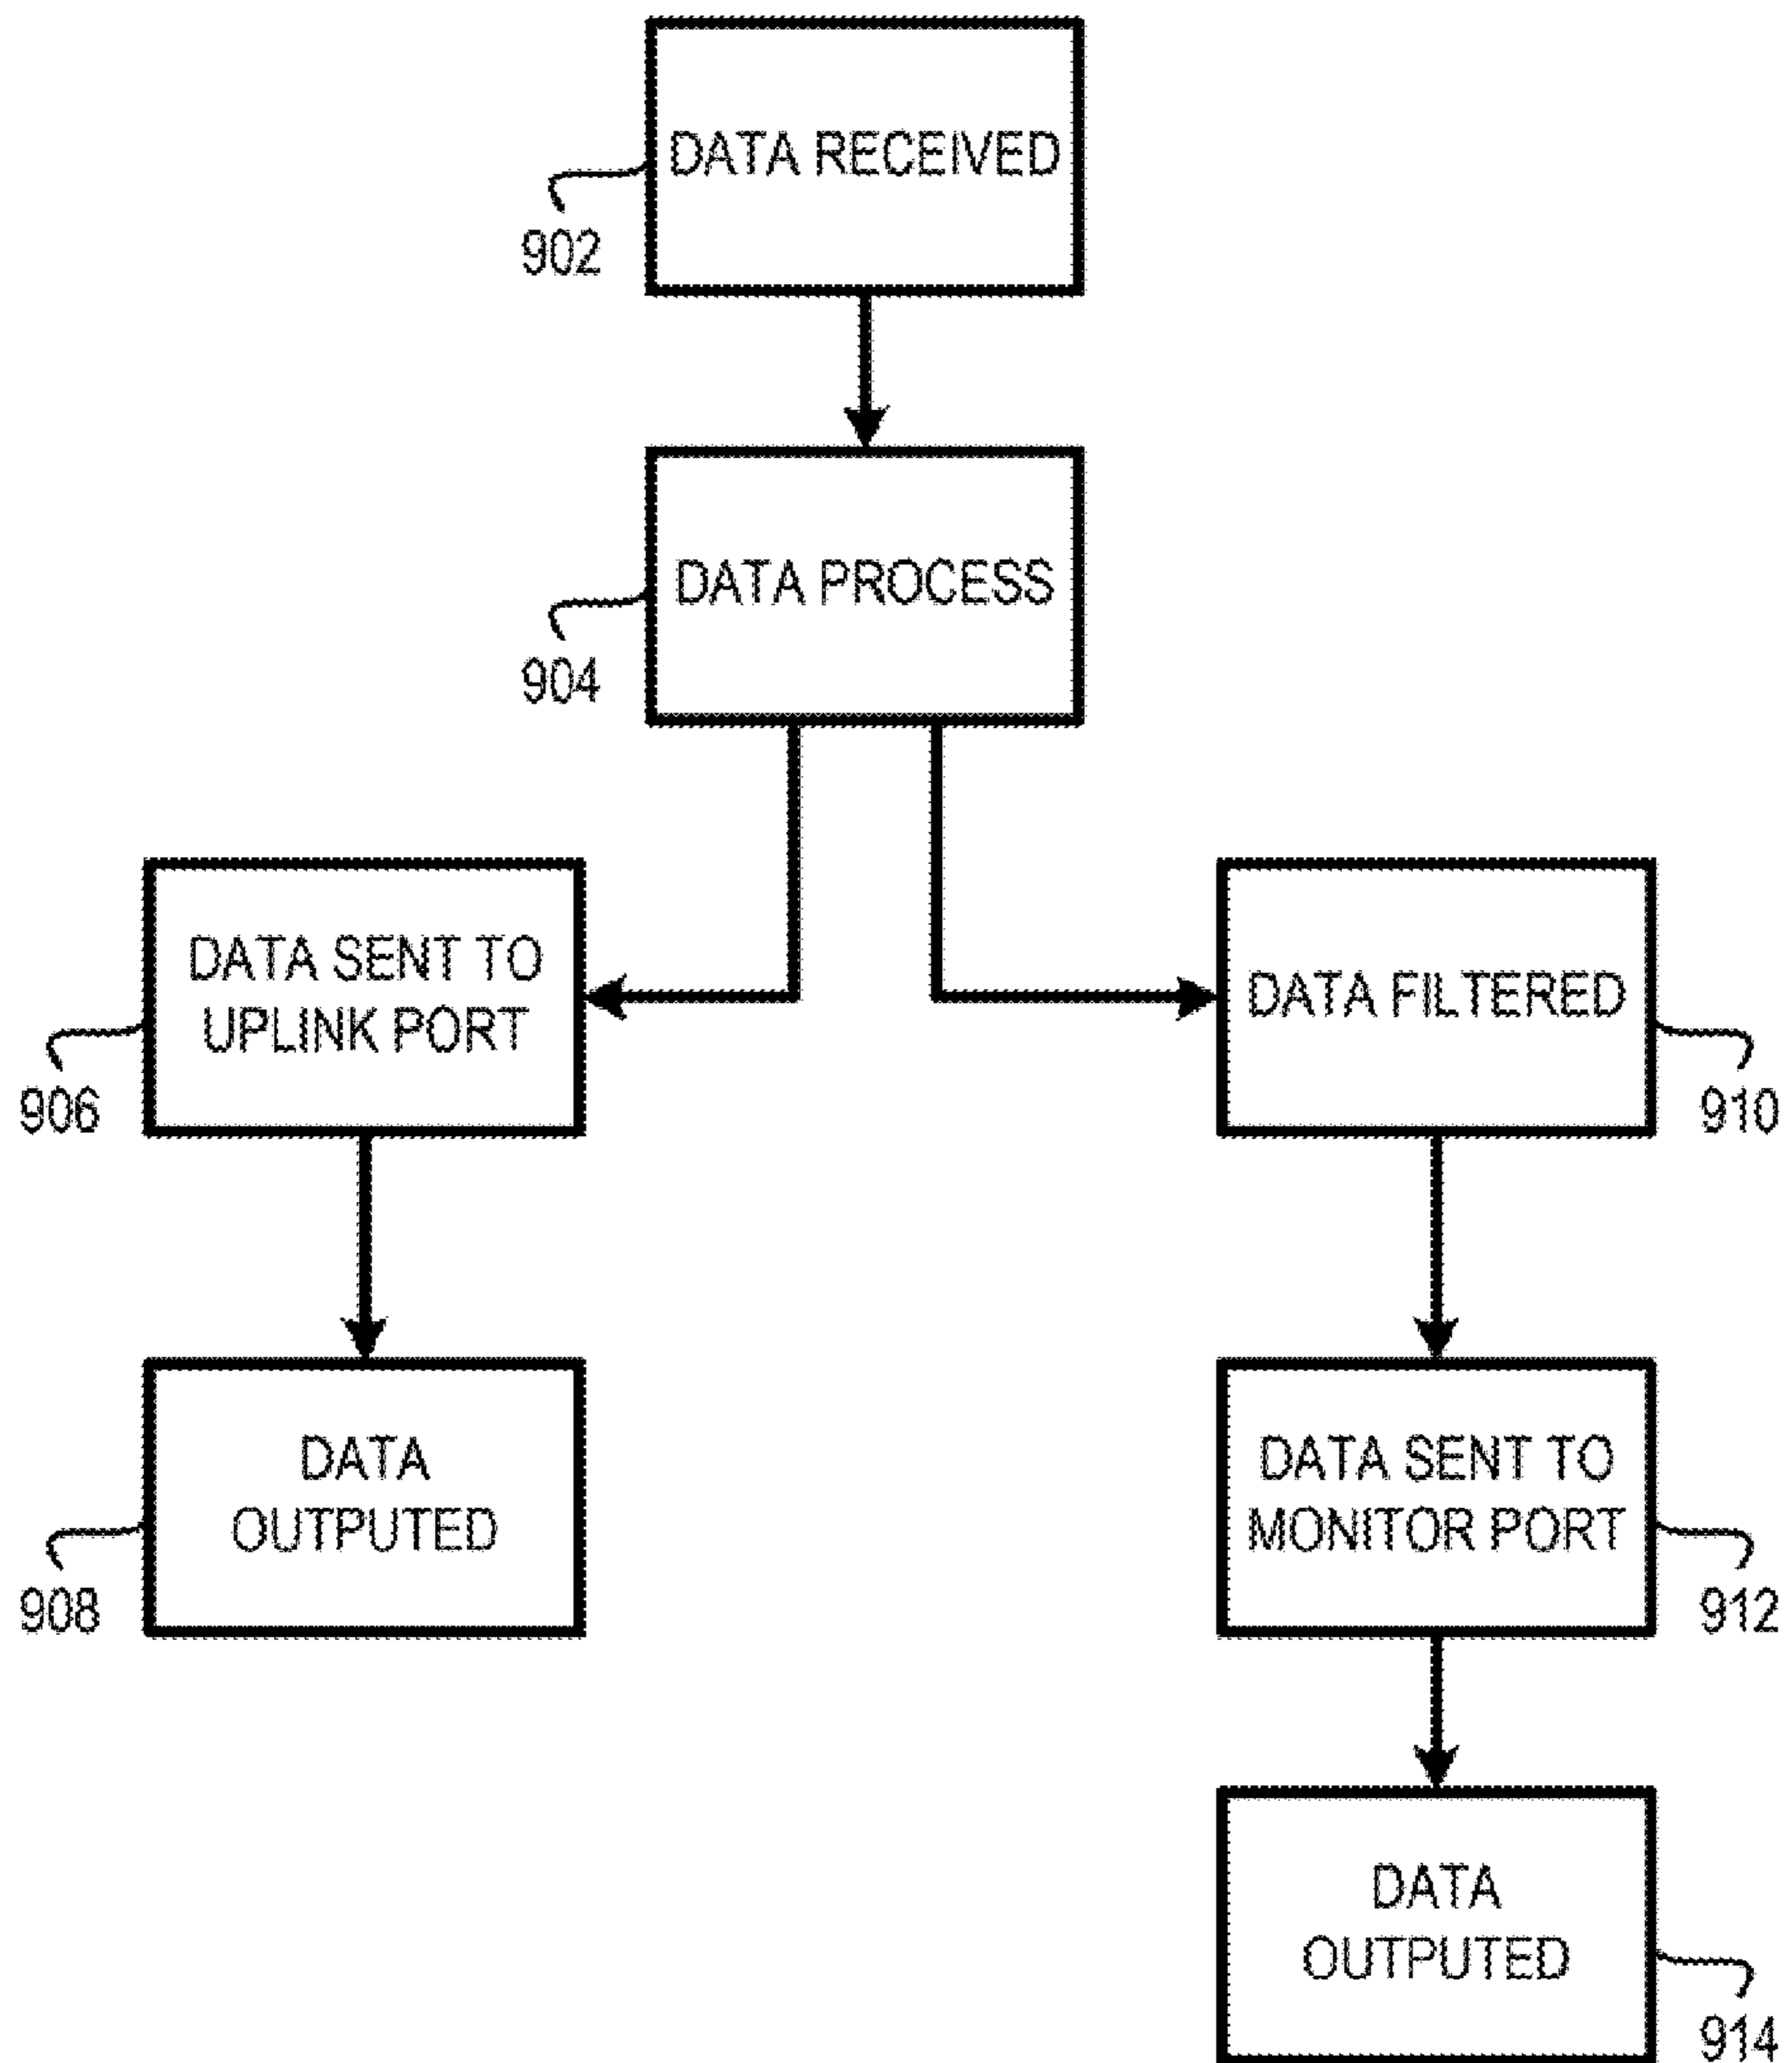 DATA RECEIVED
902
DATA PROCESS
904
DATA SENT TO
UPLINK PORT
906
DATA FILTERED
910
DATA
OUTPUTED
908
DATA SENT TO
MONITOR PORT
912
DATA
OUTPUTED
914